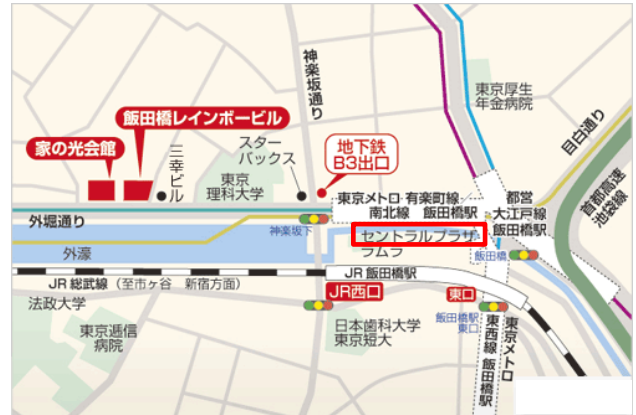 神楽坂通り
東京厚生
年金病院
目白通り
首都高速
池袋線
飯田橋レインボービル
家の光会館
三幸ビル
スター
バックス
地下鉄
B3出口
東京
理科大学
東京メトロ 有楽町線
南北線 飯田橋駅
都営
大江戸線
飯田橋駅
外堀通り
神楽坂下
セントラルプラザ
ラムラ
飯田橋
外濠
JR 飯田橋駅
JR 総武線 (至市ヶ谷 新宿方面)
JR西口
東口
法政大学
東京逓信
病院
日本歯科大学
東京短大
飯田橋駅
東口
東京メトロ
東西線 飯田橋駅